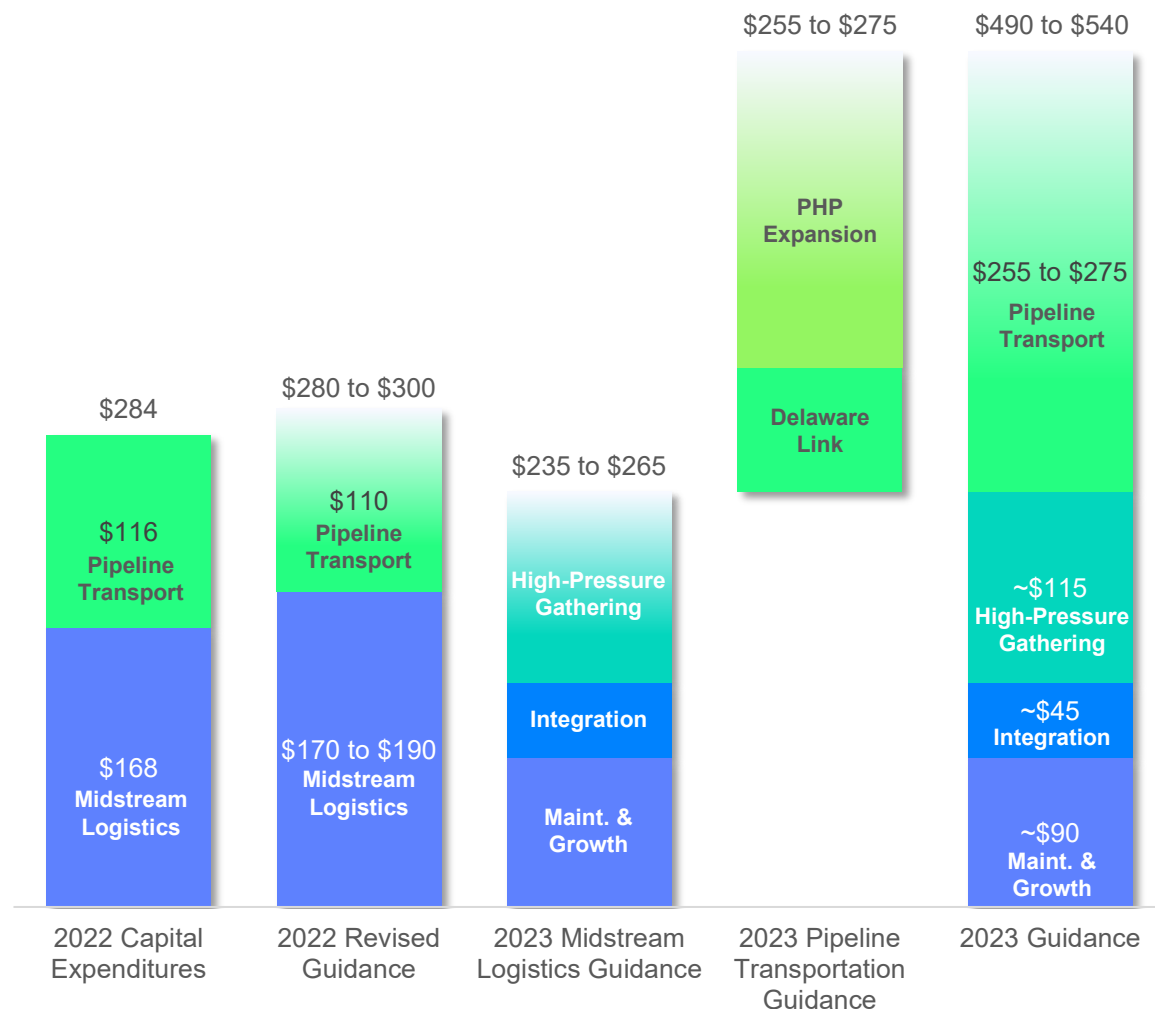 $284
$116
Pipeline
Transport
$168
Midstream
Logistics
2022 Capital
Expenditures
$280 to $300
$110
Pipeline
Transport
$170 to $190
Midstream
Logistics
2022 Revised
Guidance
$235 to $265
High-Pressure
Gathering
Integration
Maint. &
Growth
2023 Midstream
Logistics Guidance
$255 to $275
PHP
Expansion
Delaware
Link
2023 Pipeline
Transportation
Guidance
$490 to $540
$255 to $275
Pipeline
Transport
~$115
High-Pressure
Gathering
~$45
Integration
~$90
Maint. &
Growth
2023 Guidance